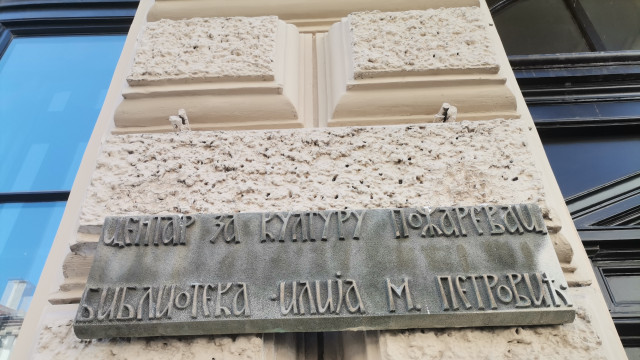 ЦЕНТАР ЗА КУЛТУРУ ПОЖАРЕВАЦ
БИБЛИОТЕКА ·ИЛИЈА М. ПЕТРОВИЋ·